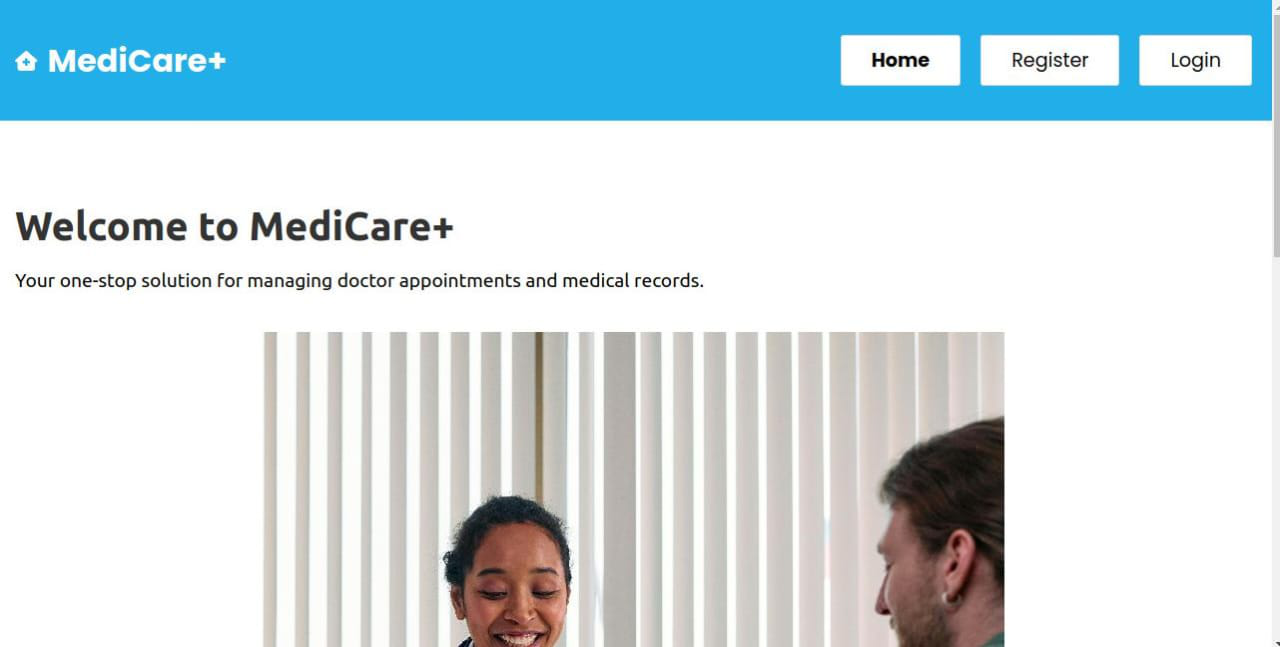 MediCare+
Home
Register
Login
Welcome to MediCare+
Your one-stop solution for managing doctor appointments and medical records.